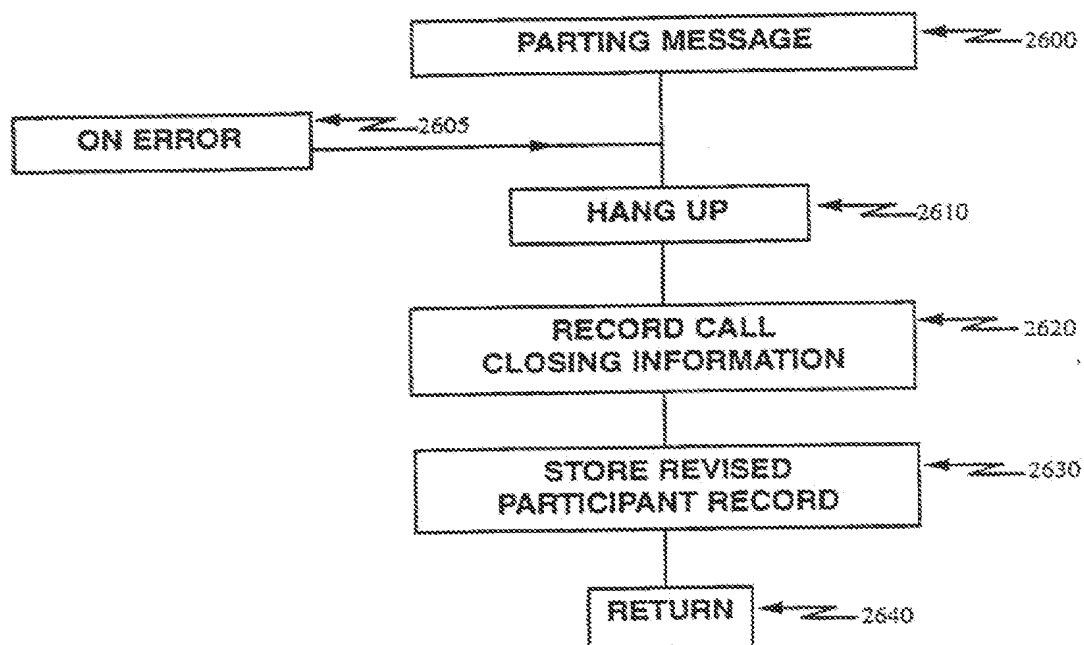 PARTING MESSAGE
2600
ON ERROR
2605
HANG UP
2610
RECORD CALL
CLOSING INFORMATION
2620
STORE REVISED
PARTICIPANT RECORD
2630
RETURN
2640